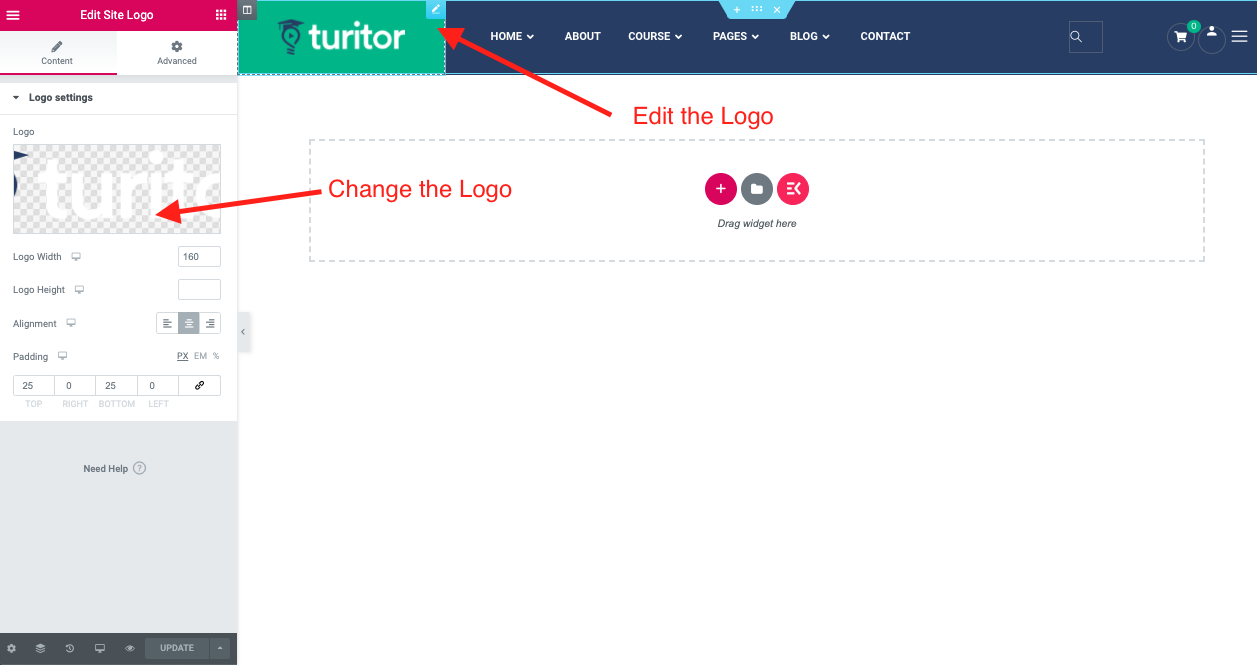 Edit Site Logo
Content
Advanced
Logo settings
Logo
turitor
Change the Logo
Logo Width
160
Logo Height
Alignment
Padding
PX EM %
25 0 25 0
TOP RIGHT BOTTOM LEFT
Need Help ?
UPDATE
turitor
HOME ABOUT COURSE PAGES BLOG CONTACT
0
Edit the Logo
Drag widget here